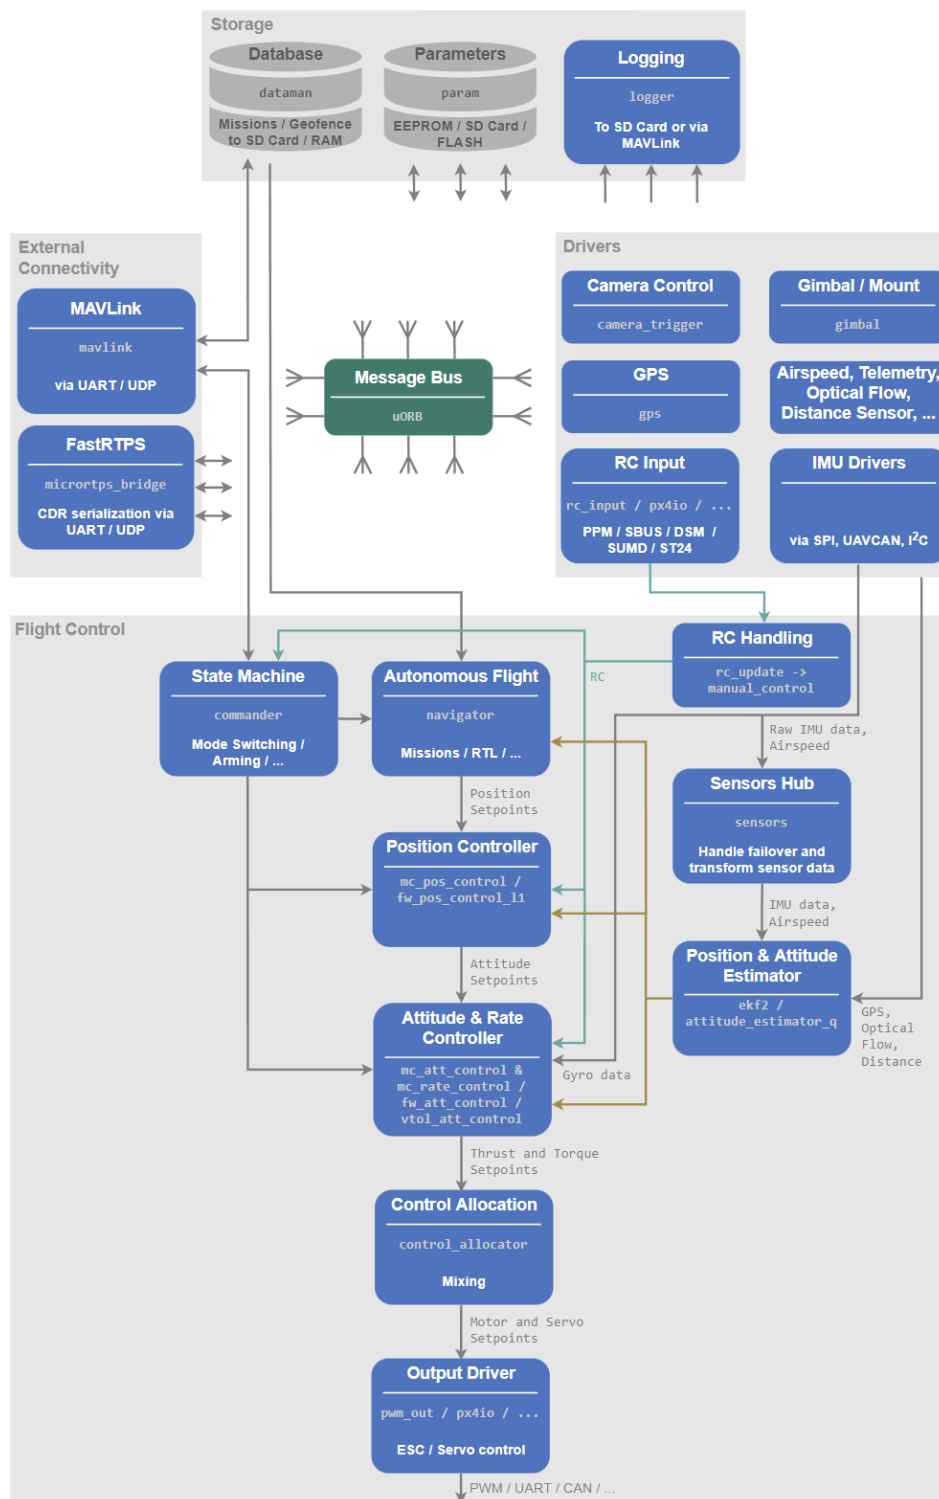 Storage
Database
dataman
Missions / Geofence
to SD Card / RAM
Parameters
param
EEPROM / SD Card /
FLASH
Logging
logger
To SD Card or via
MAVLink
External
Connectivity
MAVLink
mavlink
via UART / UDP
FastRTPS
micrortps_bridge
CDR serialization via
UART / UDP
Message Bus
uORB
Drivers
Camera Control
camera_trigger
Gimbal / Mount
gimbal
GPS
gps
Airspeed, Telemetry,
Optical Flow,
Distance Sensor, ...
RC Input
rc_input / px4io / ...
PPM / SBUS / DSM /
SUMD / ST24
IMU Drivers
via SPI, UAVCAN, I²C
Flight Control
RC Handling
rc_update ->
manual_control
RC
State Machine
commander
Mode Switching /
Arming / ...
Autonomous Flight
navigator
Missions / RTL / ...
Raw IMU data,
Airspeed
Sensors Hub
sensors
Handle failover and
transform sensor data
Position
Setpoints
Position Controller
mc_pos_control /
fw_pos_control_l1
IMU data,
Airspeed
Position & Attitude
Estimator
ekf2 /
attitude_estimator_q
GPS,
Optical
Flow,
Distance
Attitude
Setpoints
Attitude & Rate
Controller
mc_att_control &
mc_rate_control /
fw_att_control /
vtol_att_control
Gyro data
Thrust and Torque
Setpoints
Control Allocation
control_allocator
Mixing
Motor and Servo
Setpoints
Output Driver
pwm_out / px4io / ...
ESC / Servo control
PWM / UART / CAN / ...